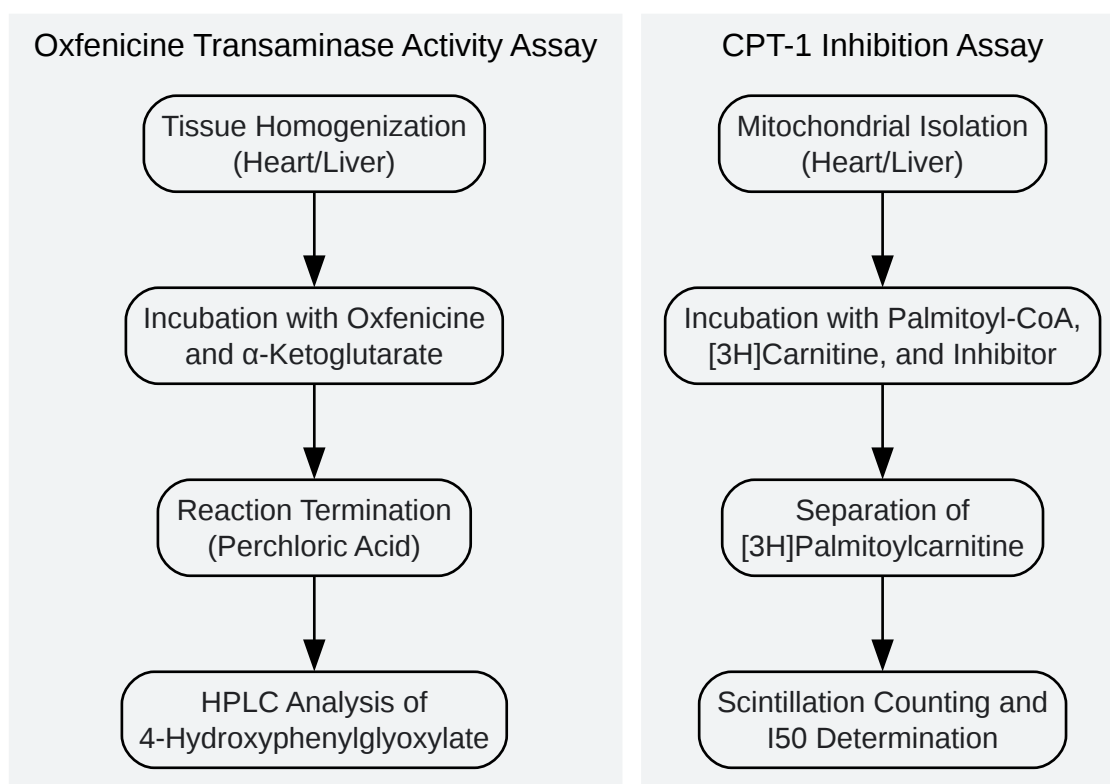 Oxfenicine Transaminase Activity Assay
Tissue Homogenization
(Heart/Liver)
Incubation with Oxfenicine
and α-Ketoglutarate
Reaction Termination
(Perchloric Acid)
HPLC Analysis of
4-Hydroxyphenylglyoxylate
CPT-1 Inhibition Assay
Mitochondrial Isolation
(Heart/Liver)
Incubation with Palmitoyl-CoA,
[3H]Carnitine, and Inhibitor
Separation of
[3H]Palmitoylcarnitine
Scintillation Counting and
I50 Determination